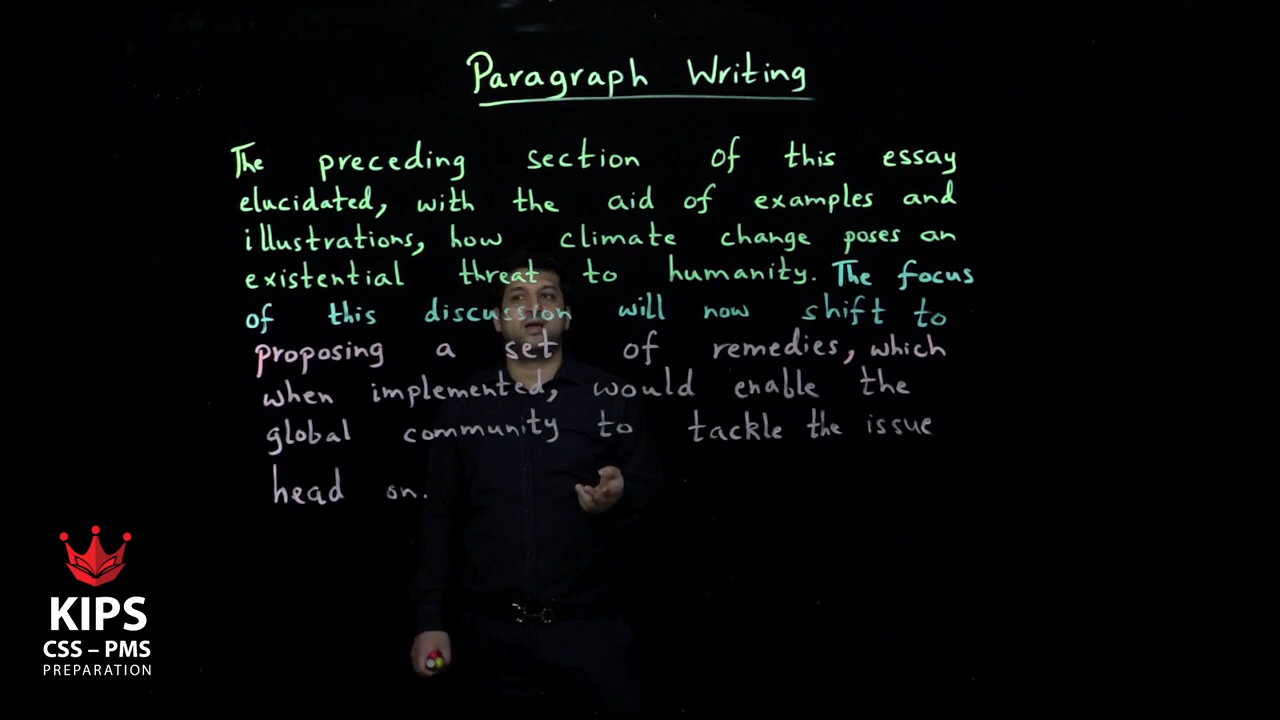 Paragraph Writing
The preceding section of this essay
elucidated, with the aid of examples and
illustrations, how climate change poses an
existential threat to humanity. The focus
of this discussion will now shift to
proposing a set of remedies, which
when implemented, would enable the
global community to tackle the issue
head on.
KIPS
CSS – PMS
PREPARATION